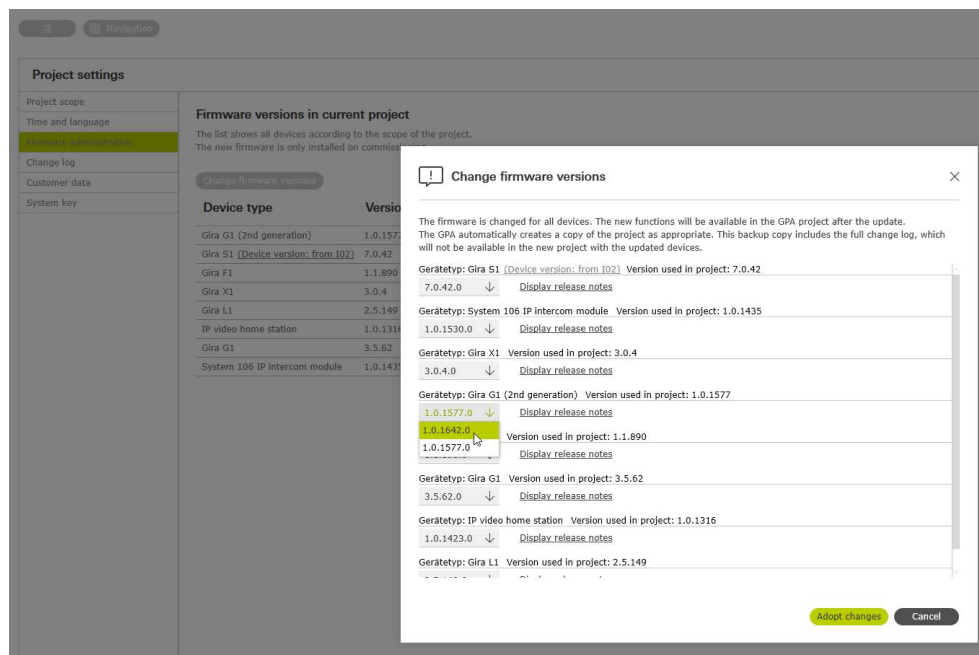 Navigation
Project settings
Project scope
Time and language
Firmware administration
Change log
Customer data
System key
Firmware versions in current project
The list shows all devices according to the scope of the project.
The new firmware is only installed on
Change firmware versions
Device type
Gira G1 (2nd generation) 1.0.157
Gira S1 (Device version: from I02) 7.0.42
Gira F1 1.1.890
Gira X1 3.0.4
Gira L1 2.5.149
IP video home station 1.0.1316
Gira G1 3.5.62
System 106 IP intercom module 1.0.143
! Change firmware versions
The firmware is changed for all devices. The new functions will be available in the GPA project after the update.
The GPA automatically creates a copy of the project as appropriate. This backup copy includes the full change log, which
will not be available in the new project with the updated devices.
Gerätetyp: Gira S1 (Device version: from I02) Version used in project: 7.0.42
7.0.42.0 Display release notes
Gerätetyp: System 106 IP intercom module Version used in project: 1.0.1435
1.0.1530.0 Display release notes
Gerätetyp: Gira X1 Version used in project: 3.0.4
3.0.4.0 Display release notes
Gerätetyp: Gira G1 (2nd generation) Version used in project: 1.0.1577
1.0.1577.0 Display release notes
1.0.1642.0
Version used in project: 1.1.890
1.0.1577.0
Display release notes
Gerätetyp: Gira G1 Version used in project: 3.5.62
3.5.62.0 Display release notes
Gerätetyp: IP video home station Version used in project: 1.0.1316
1.0.1423.0 Display release notes
Gerätetyp: Gira L1 Version used in project: 2.5.149
Adopt changes Cancel